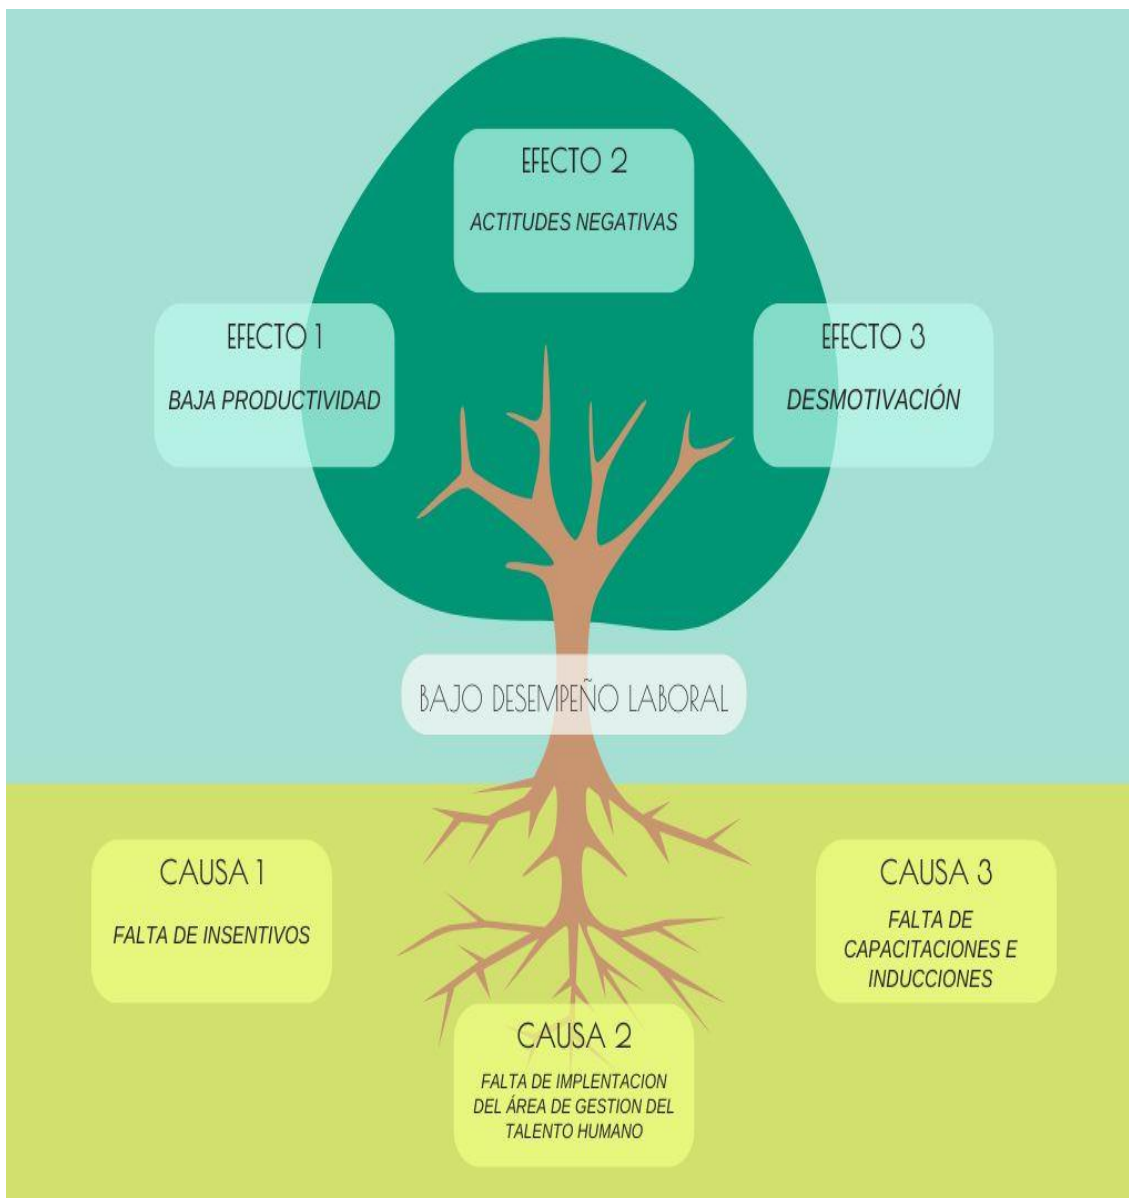 EFECTO 2
ACTITUDES NEGATIVAS
EFECTO 1
BAJA PRODUCTIVIDAD
EFECTO 3
DESMOTIVACIÓN
BAJO DESEMPEÑO LABORAL
CAUSA 1
FALTA DE INSENTIVOS
CAUSA 3
FALTA DE
CAPACITACIONES E
INDUCCIONES
CAUSA 2
FALTA DE IMPLENTACION
DEL ÁREA DE GESTION DEL
TALENTO HUMANO